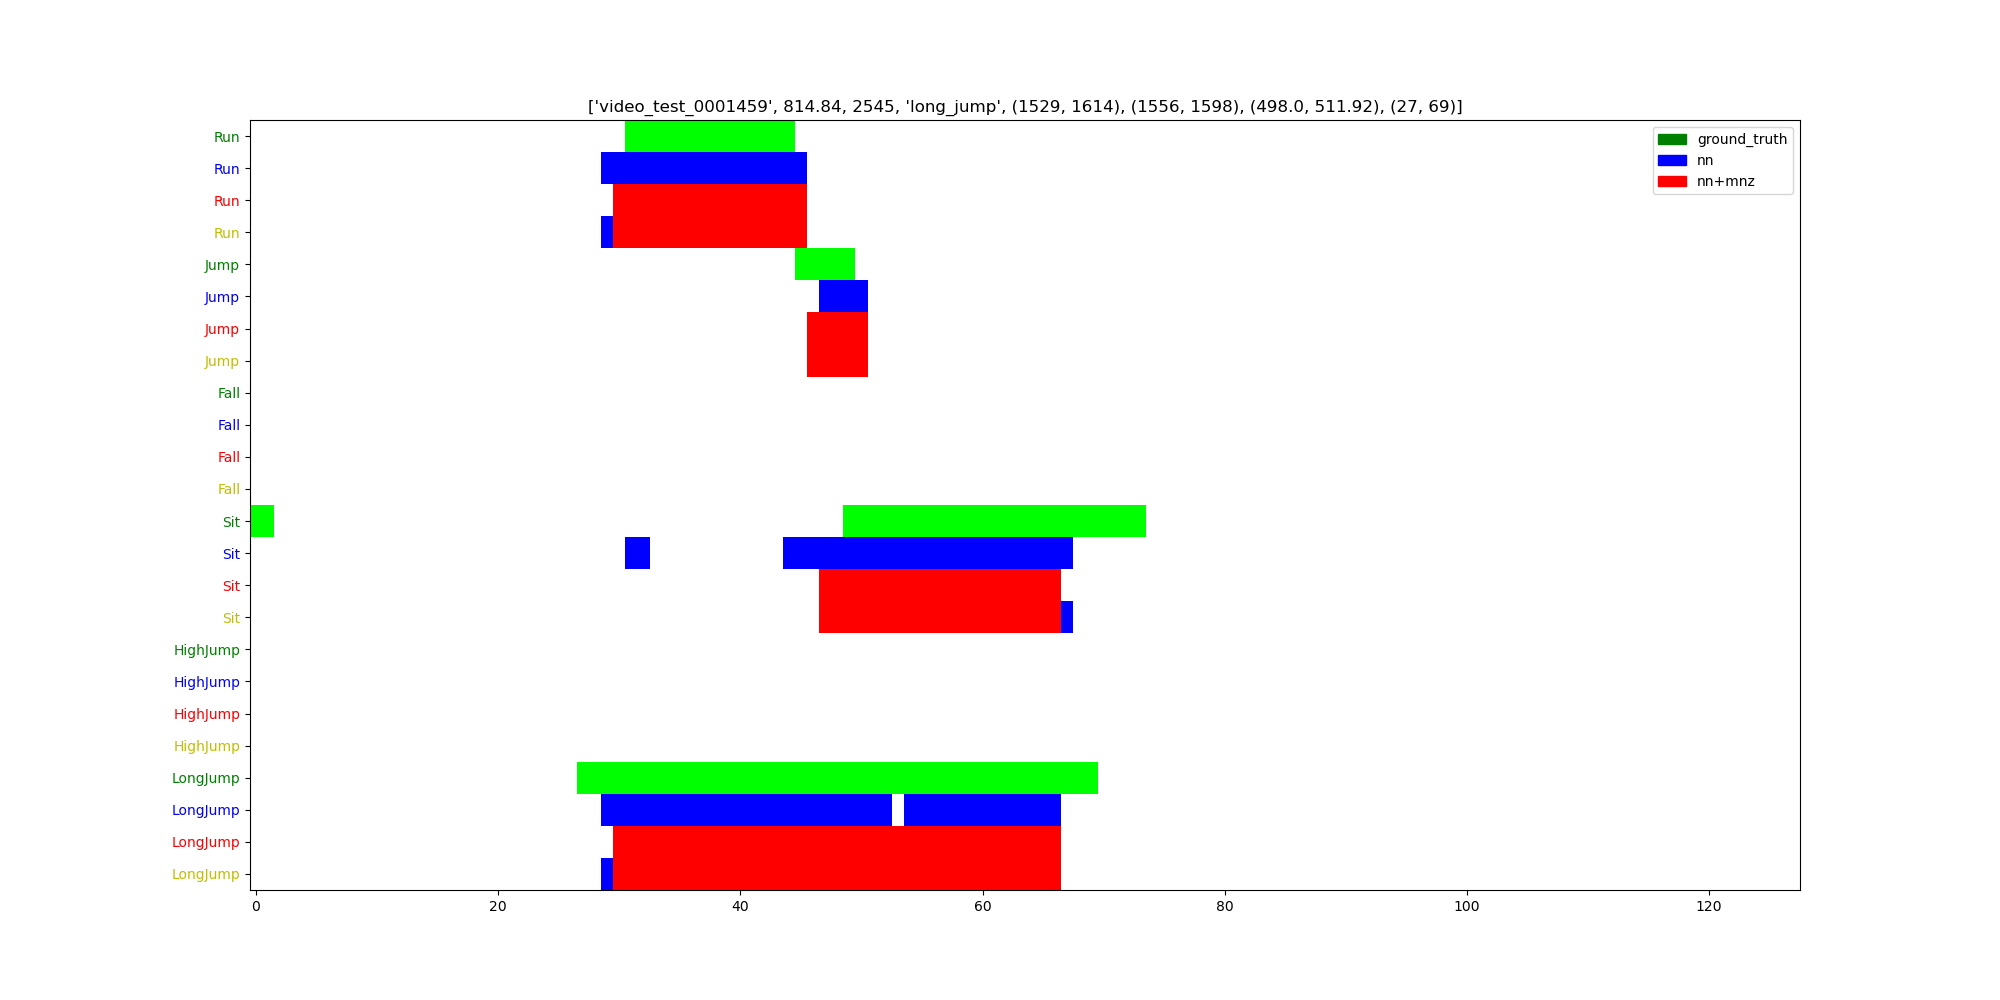 ['video_test_0001459', 814.84, 2545, 'long_jump', (1529, 1614), (1556, 1598), (498.0, 511.92), (27, 69)]
ground_truth
nn
nn+mnz
Run
Run
Run
Run
Jump
Jump
Jump
Jump
Fall
Fall
Fall
Fall
Sit
Sit
Sit
Sit
HighJump
HighJump
HighJump
HighJump
LongJump
LongJump
LongJump
LongJump
0 20 40 60 80 100 120